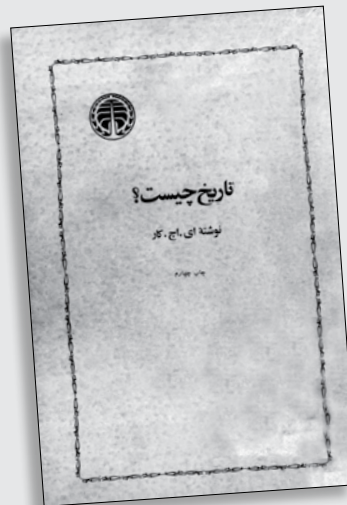 تاریخ چیست؟
نوشتهٔ ای. اچ. کار
چاپ چهارم